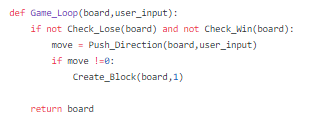 def Game_Loop(board,user_input):
    if not Check_Lose(board) and not Check_Win(board):
        move = Push_Direction(board,user_input)
        if move !=0:
            Create_Block(board,1)
    return board